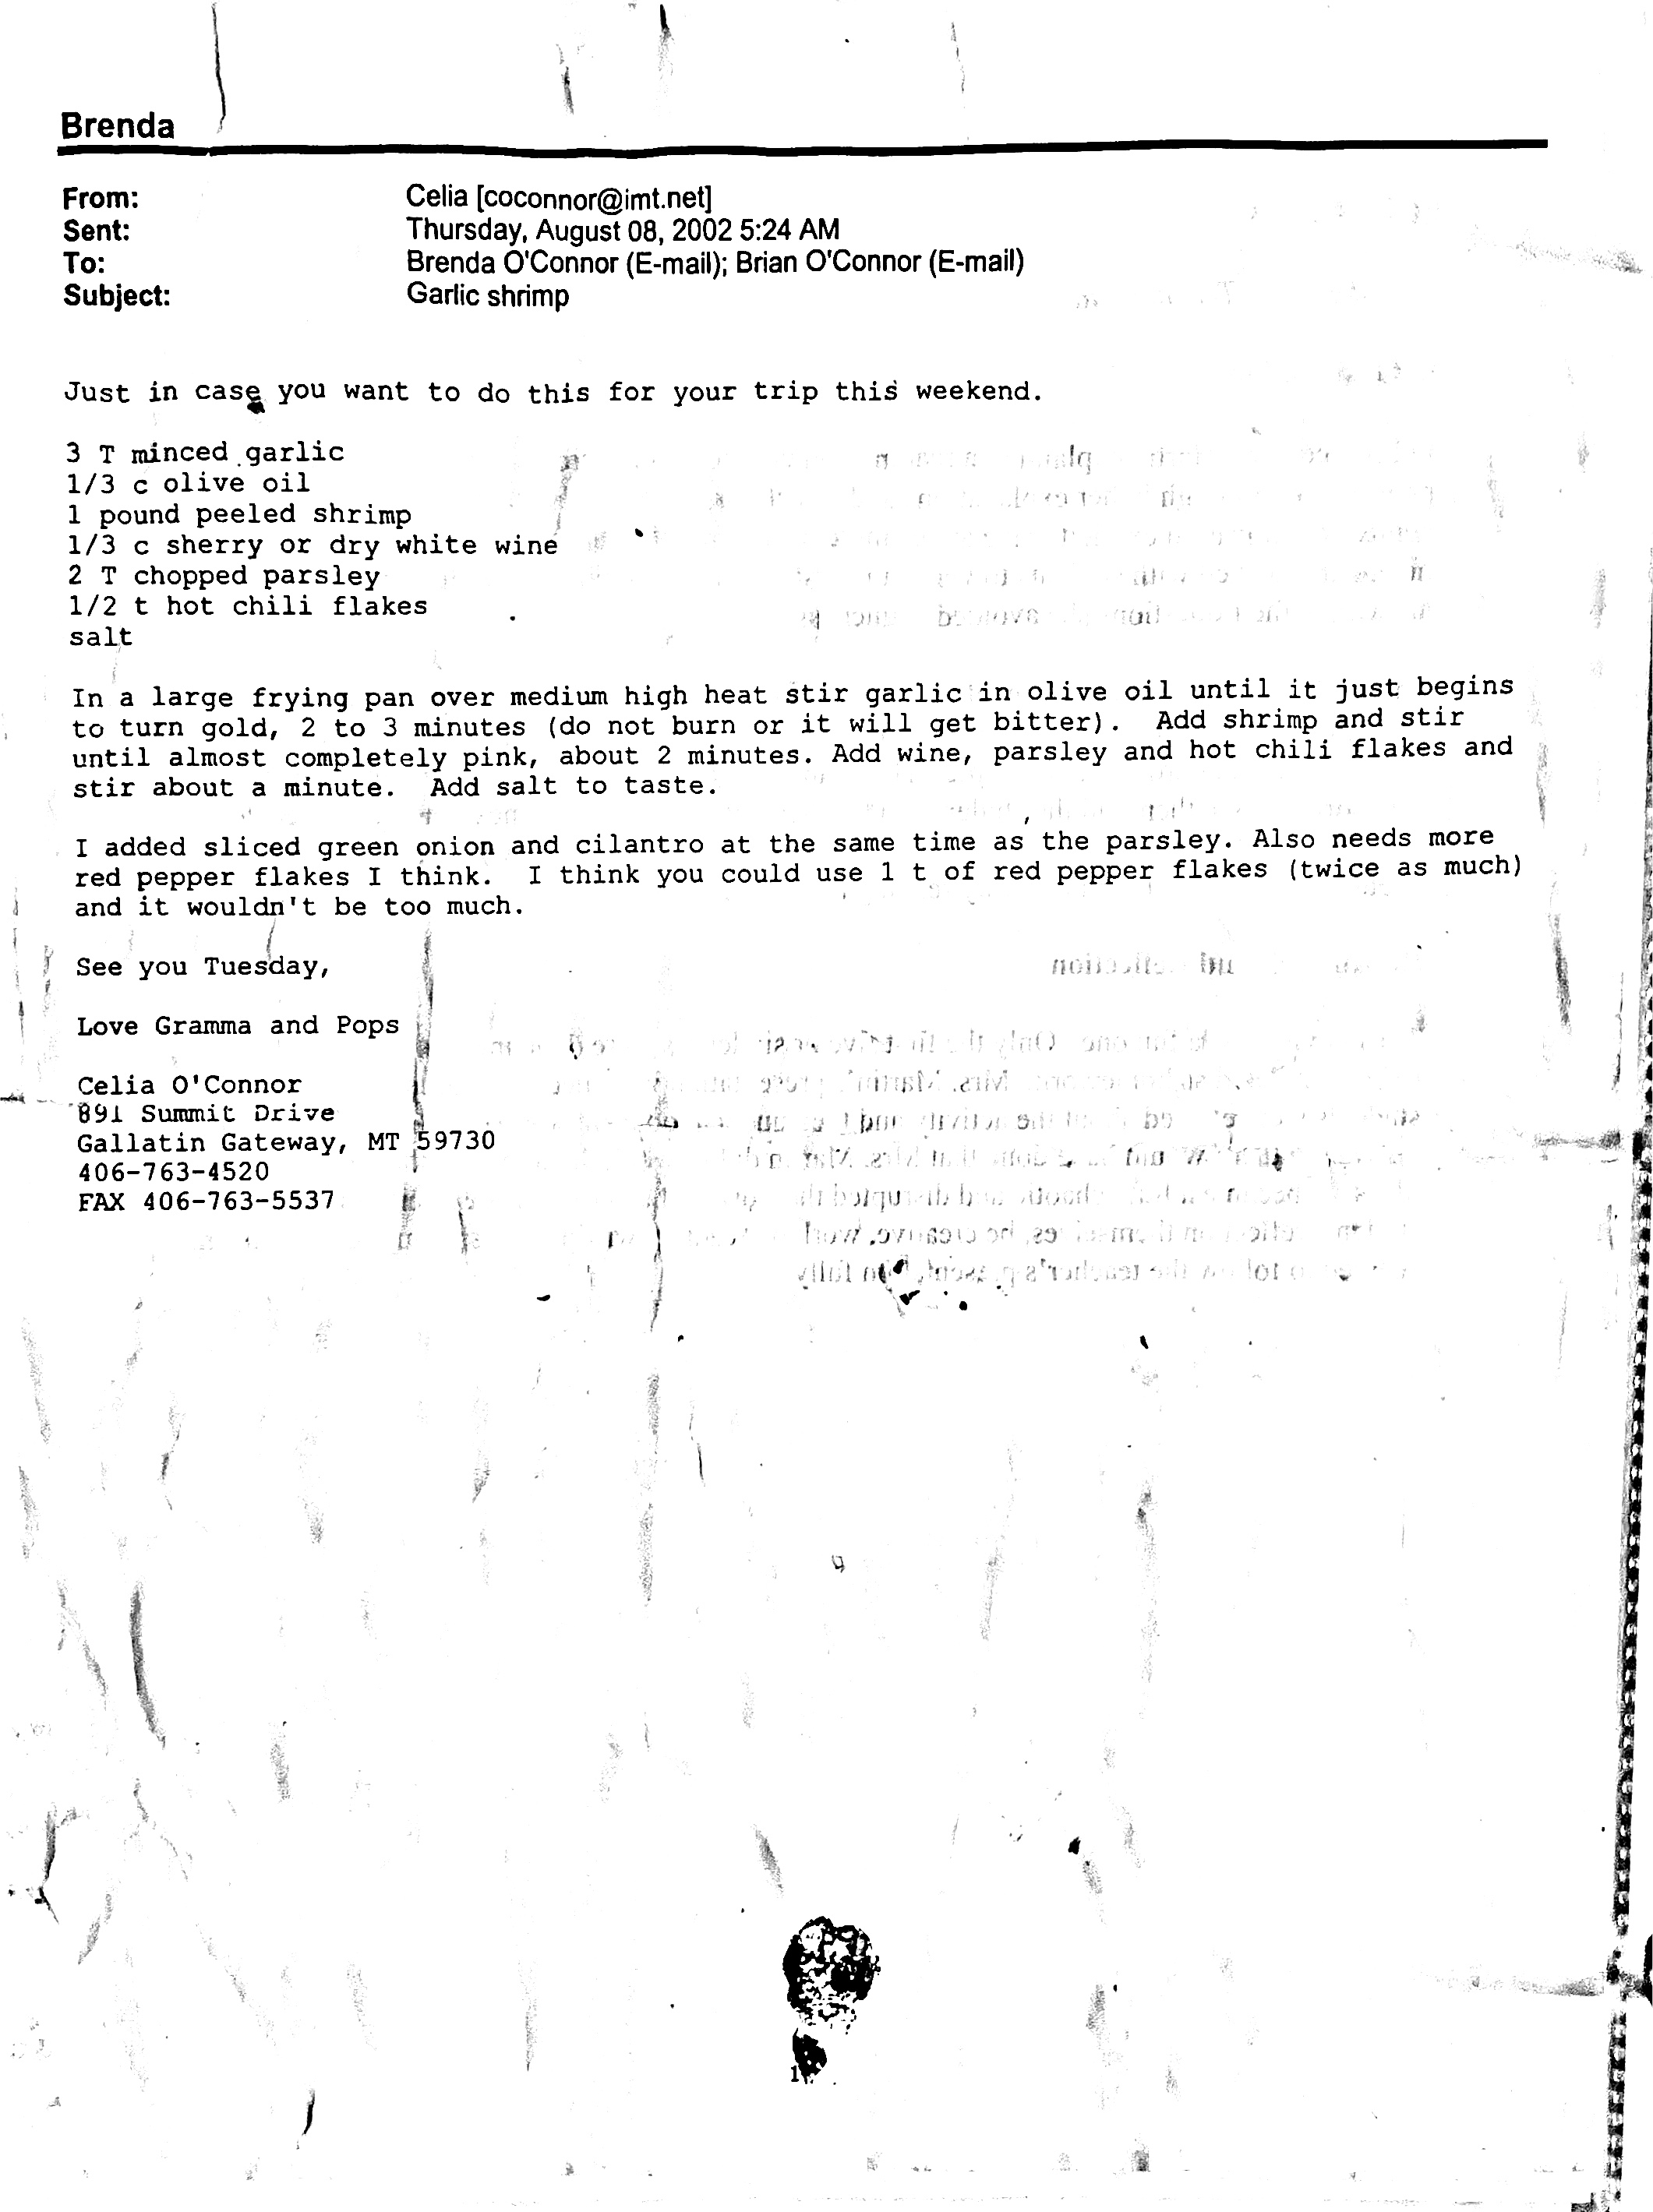 Brenda
From: Celia [coconnor@imt.net]
Sent: Thursday, August 08, 2002 5:24 AM
To: Brenda O'Connor (E-mail); Brian O'Connor (E-mail)
Subject: Garlic shrimp
Just in case you want to do this for your trip this weekend.
3 T minced garlic
1/3 c olive oil
1 pound peeled shrimp
1/3 c sherry or dry white wine
2 T chopped parsley
1/2 t hot chili flakes
salt
In a large frying pan over medium high heat stir garlic in olive oil until it just begins
to turn gold, 2 to 3 minutes (do not burn or it will get bitter).  Add shrimp and stir
until almost completely pink, about 2 minutes. Add wine, parsley and hot chili flakes and
stir about a minute.  Add salt to taste.
I added sliced green onion and cilantro at the same time as the parsley. Also needs more
red pepper flakes I think.  I think you could use 1 t of red pepper flakes (twice as much)
and it wouldn't be too much.
See you Tuesday,
Love Gramma and Pops
Celia O'Connor
891 Summit Drive
Gallatin Gateway, MT 59730
406-763-4520
FAX 406-763-5537
1